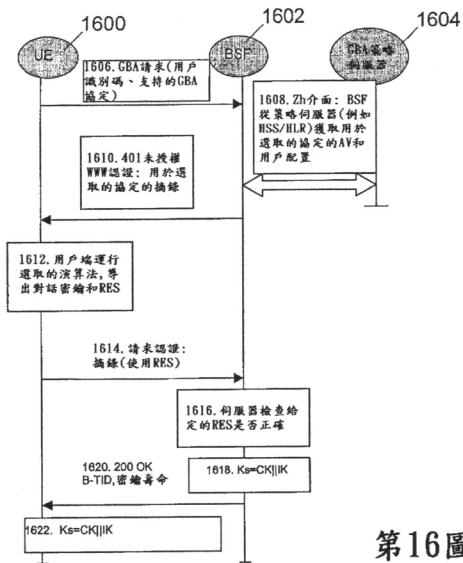 1600
1602
1604
UE
BSF
GBA策略
伺服器
1606.GBA請求(用戶
識別碼、支持的GBA
協定)
1608.Zh介面: BSF
從策略伺服器(例如
HSS/HLR)獲取用於
選取的協定的AV和
用戶配置
1610.401未授權
WWW認證: 用於選
取的協定的摘錄
1612.用戶端運行
選取的演算法,導
出對話密鑰和RES
1614.請求認證:
摘錄(使用RES)
1616.伺服器檢查給
定的RES是否正確
1618. Ks=CK||IK
1620. 200 OK
B-TID,密鑰壽命
1622. Ks=CK||IK
第16圖